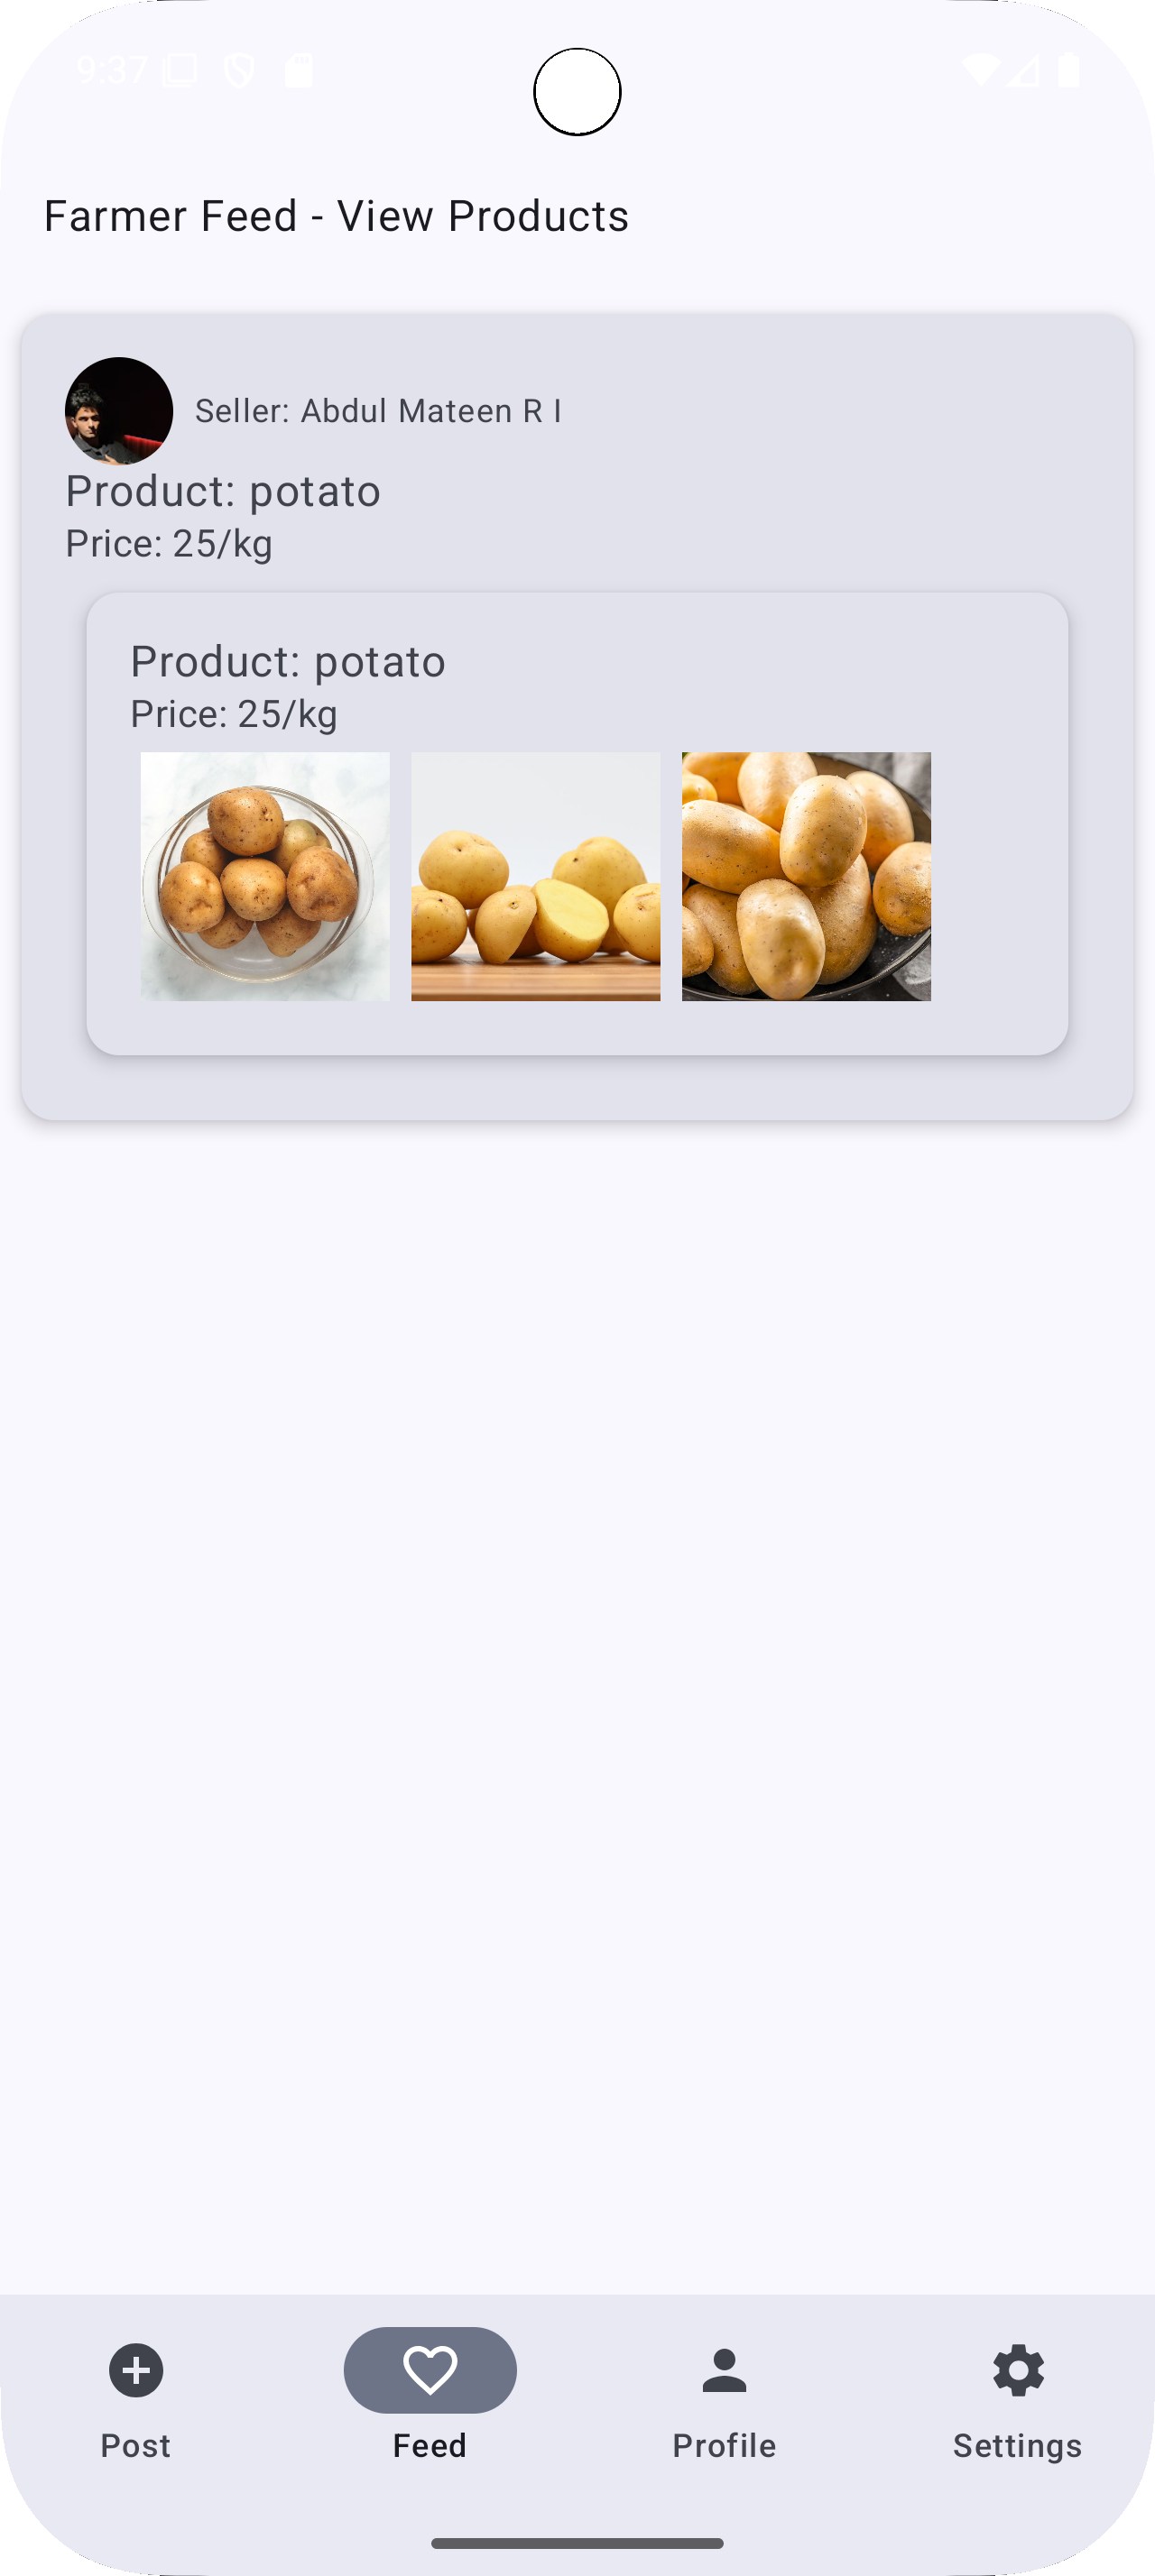 9:37
Farmer Feed - View Products
Seller: Abdul Mateen R I
Product: potato
Price: 25/kg
Product: potato
Price: 25/kg
Post
Feed
Profile
Settings